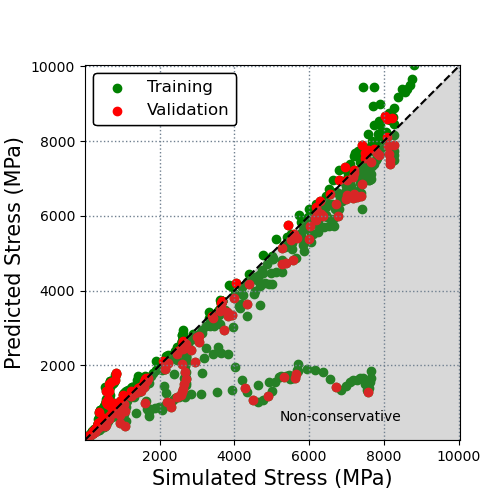 10000
8000
6000
4000
2000
Predicted Stress (MPa)
Training
Validation
Non-conservative
2000 4000 6000 8000 10000
Simulated Stress (MPa)